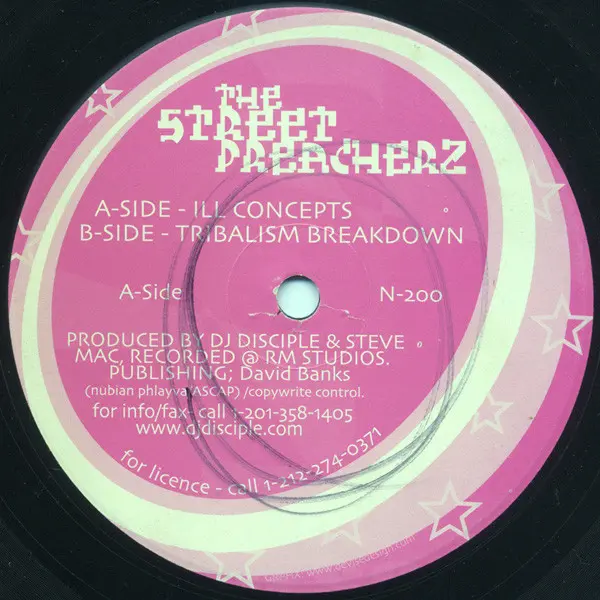 THE
STREET
PREACHERZ
A-SIDE - ILL CONCEPTS
B-SIDE - TRIBALISM BREAKDOWN
A-Side
N-200
PRODUCED BY DJ DISCIPLE & STEVE
MAC, RECORDED @ RM STUDIOS.
PUBLISHING; David Banks
(nubian phlayva (ASCAP) /copywrite control.
for info/fax call 1-201-358-1405
www.djdisciple.com
for licence - call 1-212-274-0371